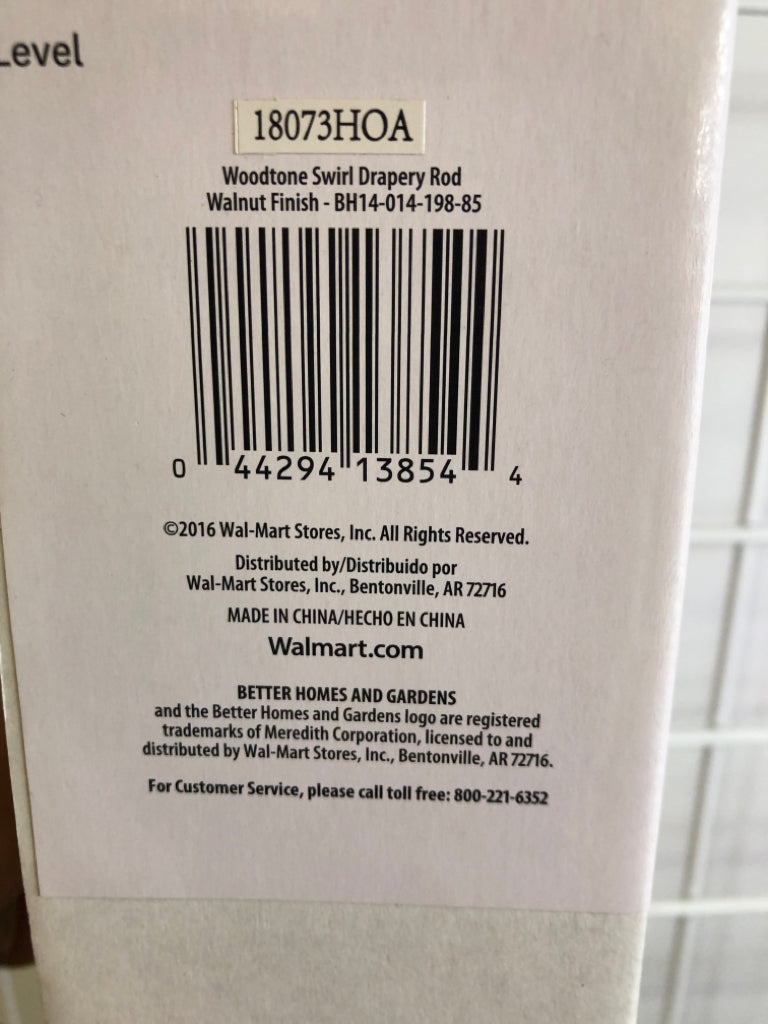 Level
18073HOA
Woodtone Swirl Drapery Rod
Walnut Finish - BH14-014-198-85
0 44294 13854 4
©2016 Wal-Mart Stores, Inc. All Rights Reserved.
Distributed by/Distribuido por
Wal-Mart Stores, Inc., Bentonville, AR 72716
MADE IN CHINA/HECHO EN CHINA
Walmart.com
BETTER HOMES AND GARDENS
and the Better Homes and Gardens logo are registered
trademarks of Meredith Corporation, licensed to and
distributed by Wal-Mart Stores, Inc., Bentonville, AR 72716.
For Customer Service, please call toll free: 800-221-6352